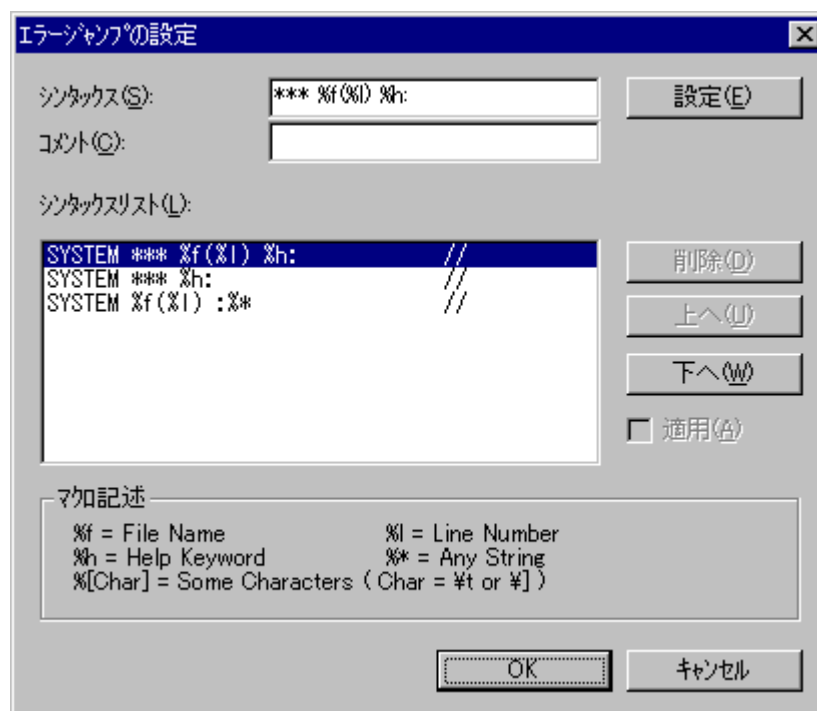 ｴﾗｰｼﾞｬﾝﾌﾟの設定
ｼﾝﾀｯｸｽ(S): *** %f(%l) %h: 設定(E)
ｺﾒﾝﾄ(C):
ｼﾝﾀｯｸｽﾘｽﾄ(L):
SYSTEM *** %f(%l) %h: //
SYSTEM *** %h: //
SYSTEM %f(%l) :%* //
削除(D)
上へ(U)
下へ(W)
適用(A)
ﾏｸﾛ記述
%f = File Name %l = Line Number
%h = Help Keyword %* = Any String
%[Char] = Some Characters ( Char = ¥t or ¥] )
OK ｷｬﾝｾﾙ